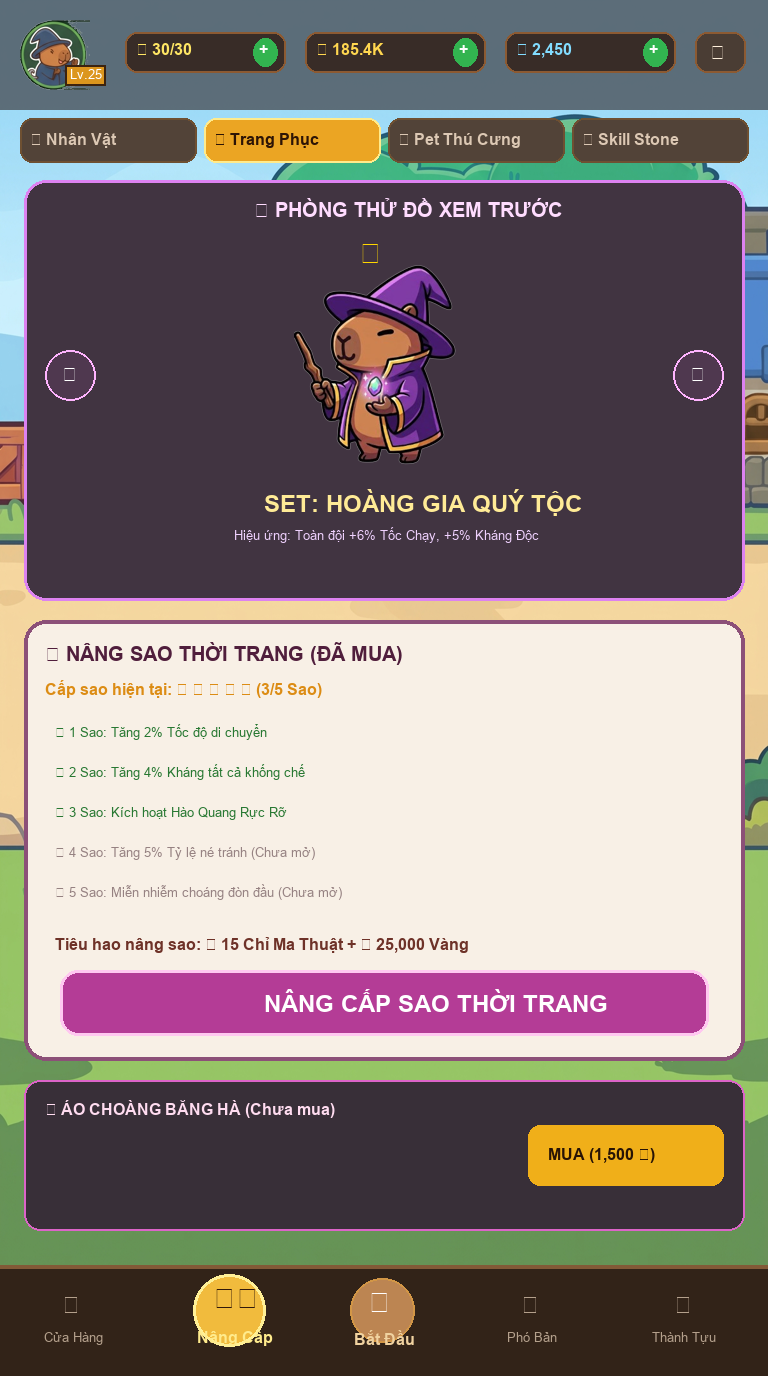 Lv.25
30/30 +
185.4K +
2,450 +
Nhân Vật
Trang Phục
Pet Thú Cưng
Skill Stone
PHÒNG THỬ ĐỒ XEM TRƯỚC
SET: HOÀNG GIA QUÝ TỘC
Hiệu ứng: Toàn đội +6% Tốc Chạy, +5% Kháng Độc
NÂNG SAO THỜI TRANG (ĐÃ MUA)
Cấp sao hiện tại: (3/5 Sao)
1 Sao: Tăng 2% Tốc độ di chuyển
2 Sao: Tăng 4% Kháng tất cả khống chế
3 Sao: Kích hoạt Hào Quang Rực Rỡ
4 Sao: Tăng 5% Tỷ lệ né tránh (Chưa mở)
5 Sao: Miễn nhiễm choáng đòn đầu (Chưa mở)
Tiêu hao nâng sao: 15 Chỉ Ma Thuật + 25,000 Vàng
NÂNG CẤP SAO THỜI TRANG
ÁO CHOÀNG BĂNG HÀ (Chưa mua)
MUA (1,500 )
Cửa Hàng
Nâng Cấp
Bắt Đầu
Phó Bản
Thành Tựu